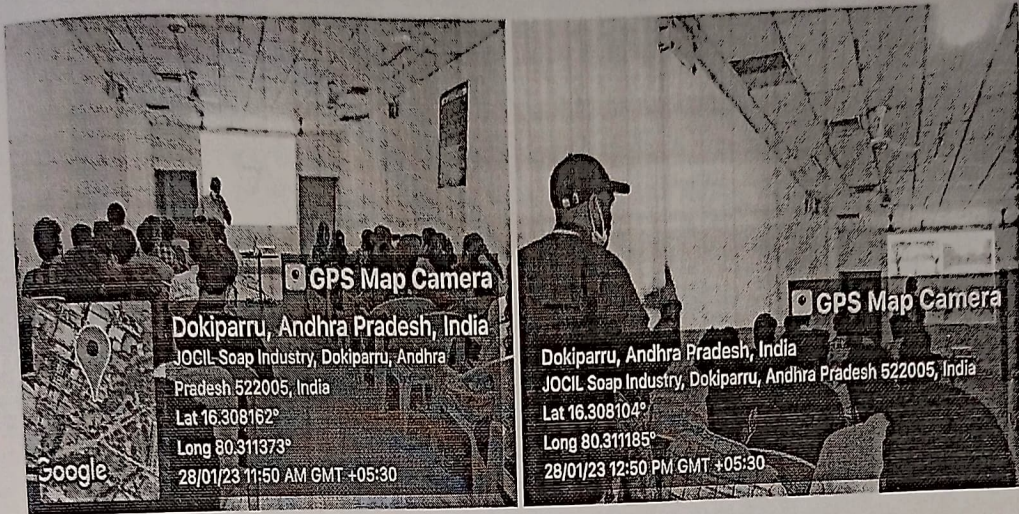 GPS Map Camera
Dokiparru, Andhra Pradesh, India
JOCIL Soap Industry, Dokiparru, Andhra
Pradesh 522005, India
Lat 16.308162°
Long 80.311373°
28/01/23 11:50 AM GMT +05:30
Google
GPS Map Camera
Dokiparru, Andhra Pradesh, India
JOCIL Soap Industry, Dokiparru, Andhra Pradesh 522005, India
Lat 16.308104°
Long 80.311185°
28/01/23 12:50 PM GMT +05:30